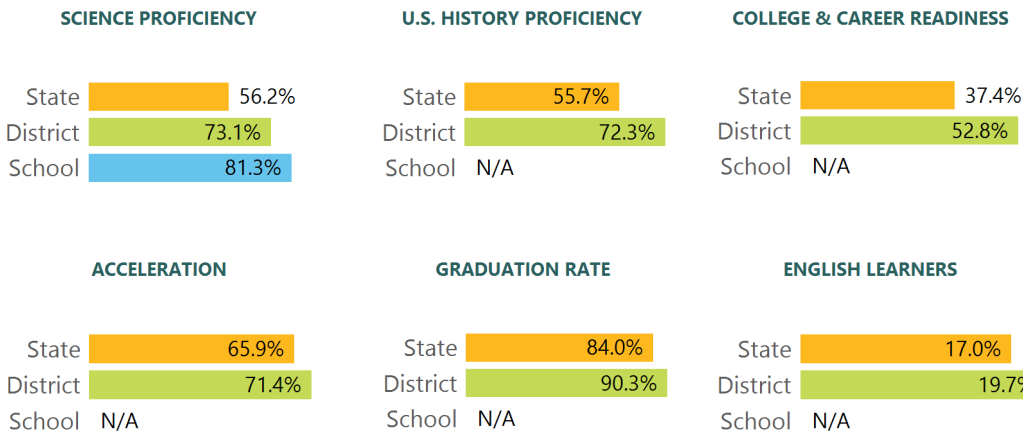 SCIENCE PROFICIENCY
State 56.2%
District 73.1%
School 81.3%
U.S. HISTORY PROFICIENCY
State 55.7%
District 72.3%
School N/A
COLLEGE & CAREER READINESS
State 37.4%
District 52.8%
School N/A
ACCELERATION
State 65.9%
District 71.4%
School N/A
GRADUATION RATE
State 84.0%
District 90.3%
School N/A
ENGLISH LEARNERS
State 17.0%
District 19.7%
School N/A